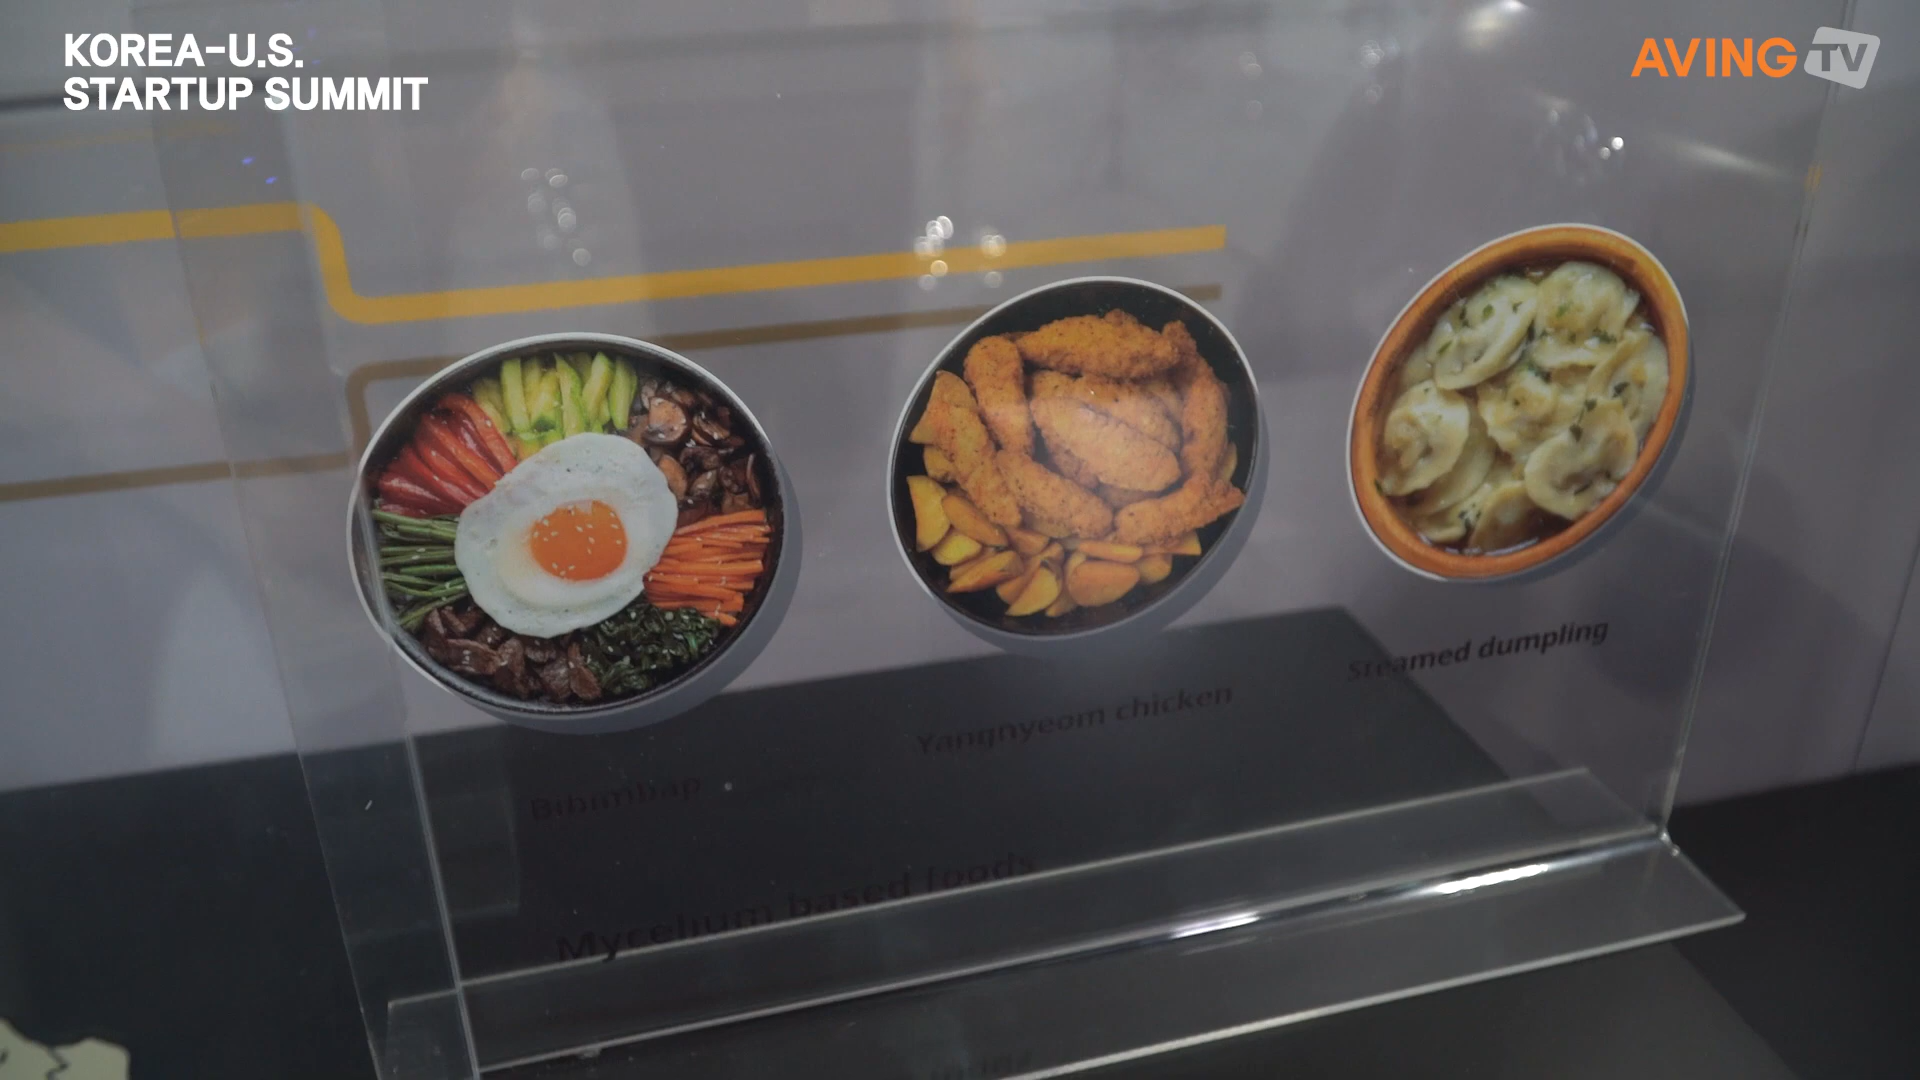 KOREA-U.S.
STARTUP SUMMIT
AVING TV
Steamed dumpling
Yangnyeom chicken
Bibimbap
Mycelium based foods